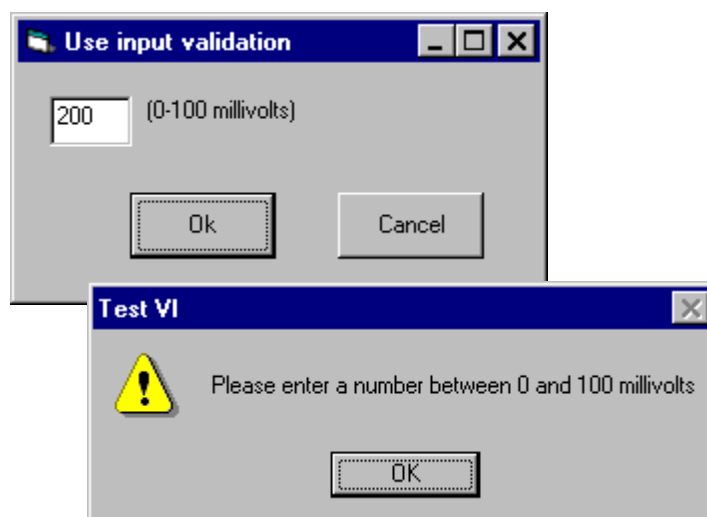 Use input validation
200 (0-100 millivolts)
Ok Cancel
Test VI
Please enter a number between 0 and 100 millivolts
OK